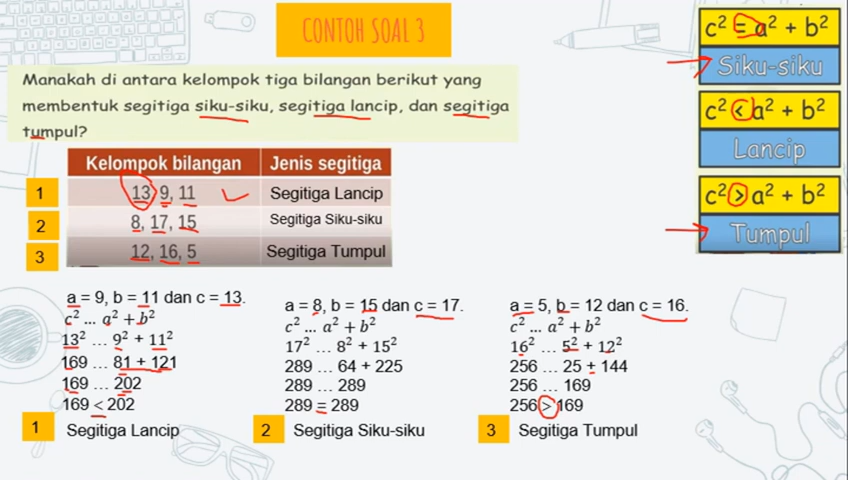 CONTOH SOAL 3
Manakah di antara kelompok tiga bilangan berikut yang
membentuk segitiga siku-siku, segitiga lancip, dan segitiga
tumpul?
Kelompok bilangan Jenis segitiga
1 13, 9, 11 Segitiga Lancip
2 8, 17, 15 Segitiga Siku-siku
3 12, 16, 5 Segitiga Tumpul
c² = a² + b²
Siku-siku
c² < a² + b²
Lancip
c² > a² + b²
Tumpul
a = 9, b = 11 dan c = 13.
c² ... a² + b²
13² ... 9² + 11²
169 ... 81 + 121
169 ... 202
169 < 202
1 Segitiga Lancip
a = 8, b = 15 dan c = 17.
c² ... a² + b²
17² ... 8² + 15²
289 ... 64 + 225
289 ... 289
289 = 289
2 Segitiga Siku-siku
a = 5, b = 12 dan c = 16.
c² ... a² + b²
16² ... 5² + 12²
256 ... 25 + 144
256 ... 169
256 > 169
3 Segitiga Tumpul